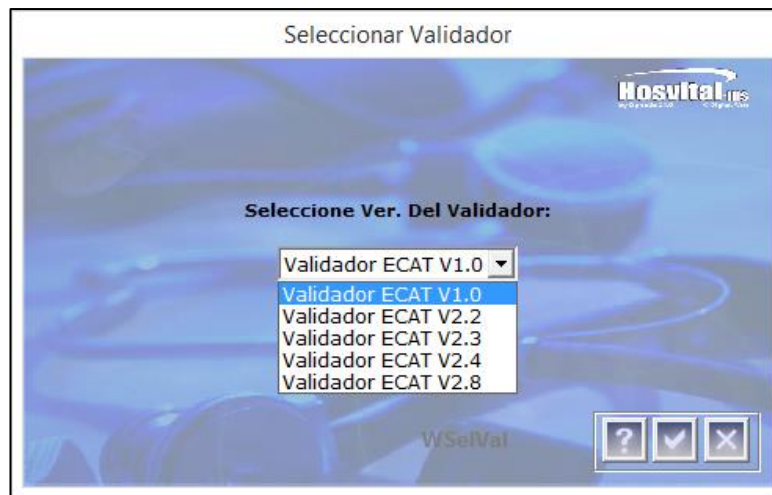 Seleccionar Validador
Hosvital-HIS
Seleccione Ver. Del Validador:
Validador ECAT V1.0
Validador ECAT V1.0
Validador ECAT V2.2
Validador ECAT V2.3
Validador ECAT V2.4
Validador ECAT V2.8
WSelVal
?